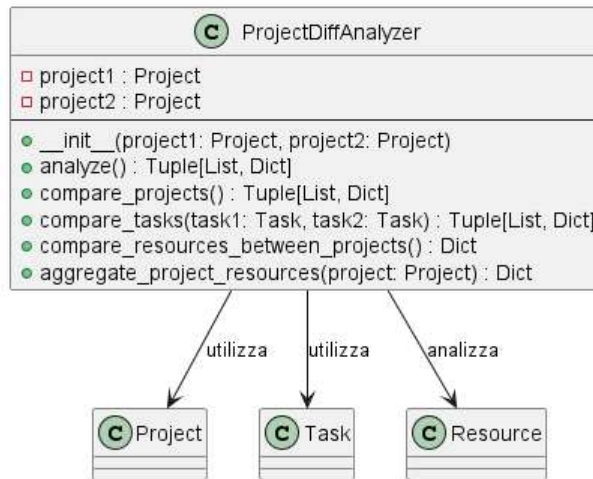 C ProjectDiffAnalyzer
project1 : Project
project2 : Project
__init__(project1: Project, project2: Project)
analyze() : Tuple[List, Dict]
compare_projects() : Tuple[List, Dict]
compare_tasks(task1: Task, task2: Task) : Tuple[List, Dict]
compare_resources_between_projects() : Dict
aggregate_project_resources(project: Project) : Dict
utilizza utilizza analizza
C Project C Task C Resource